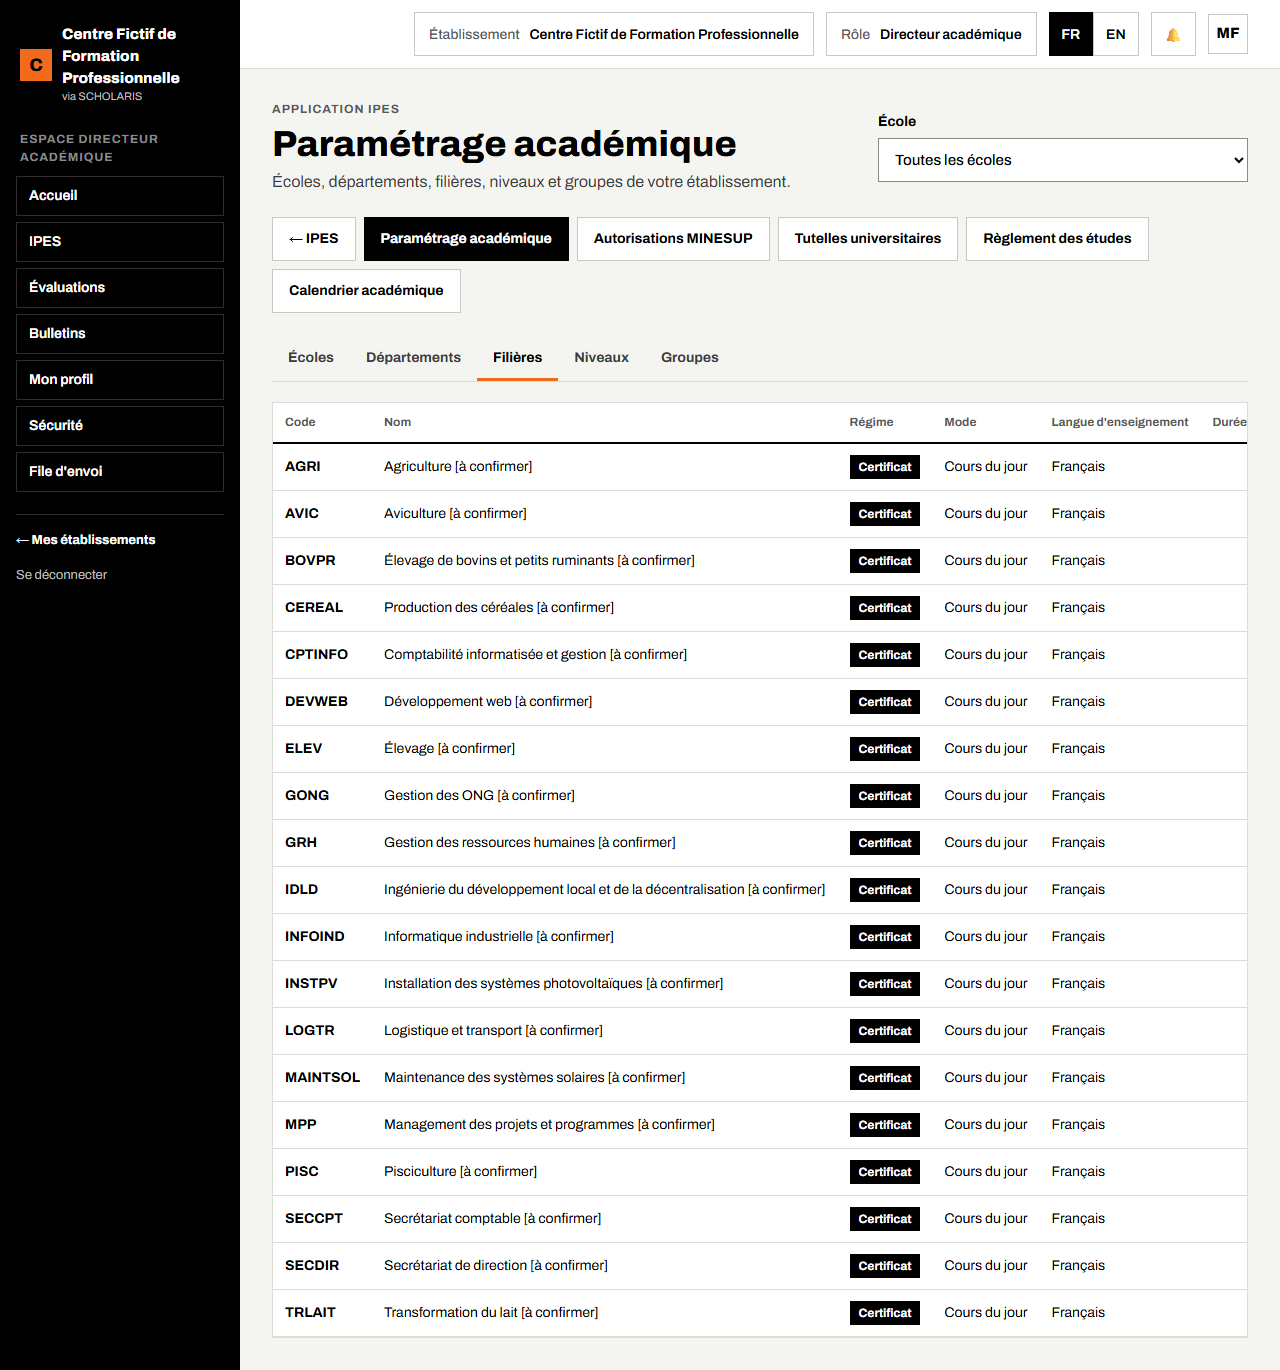 C
Centre Fictif de
Formation
Professionnelle
via SCHOLARIS
ESPACE DIRECTEUR
ACADÉMIQUE
Accueil
IPES
Évaluations
Bulletins
Mon profil
Sécurité
File d'envoi
← Mes établissements
Se déconnecter
Établissement Centre Fictif de Formation Professionnelle
Rôle Directeur académique
FR EN
MF
APPLICATION IPES
Paramétrage académique
Écoles, départements, filières, niveaux et groupes de votre établissement.
École
Toutes les écoles
← IPES Paramétrage académique Autorisations MINESUP Tutelles universitaires Règlement des études
Calendrier académique
Écoles Départements Filières Niveaux Groupes
Code Nom Régime Mode Langue d'enseignement Durée
AGRI Agriculture [à confirmer] Certificat Cours du jour Français
AVIC Aviculture [à confirmer] Certificat Cours du jour Français
BOVPR Élevage de bovins et petits ruminants [à confirmer] Certificat Cours du jour Français
CEREAL Production des céréales [à confirmer] Certificat Cours du jour Français
CPTINFO Comptabilité informatisée et gestion [à confirmer] Certificat Cours du jour Français
DEVWEB Développement web [à confirmer] Certificat Cours du jour Français
ELEV Élevage [à confirmer] Certificat Cours du jour Français
GONG Gestion des ONG [à confirmer] Certificat Cours du jour Français
GRH Gestion des ressources humaines [à confirmer] Certificat Cours du jour Français
IDLD Ingénierie du développement local et de la décentralisation [à confirmer] Certificat Cours du jour Français
INFOIND Informatique industrielle [à confirmer] Certificat Cours du jour Français
INSTPV Installation des systèmes photovoltaïques [à confirmer] Certificat Cours du jour Français
LOGTR Logistique et transport [à confirmer] Certificat Cours du jour Français
MAINTSOL Maintenance des systèmes solaires [à confirmer] Certificat Cours du jour Français
MPP Management des projets et programmes [à confirmer] Certificat Cours du jour Français
PISC Pisciculture [à confirmer] Certificat Cours du jour Français
SECCPT Secrétariat comptable [à confirmer] Certificat Cours du jour Français
SECDIR Secrétariat de direction [à confirmer] Certificat Cours du jour Français
TRLAIT Transformation du lait [à confirmer] Certificat Cours du jour Français